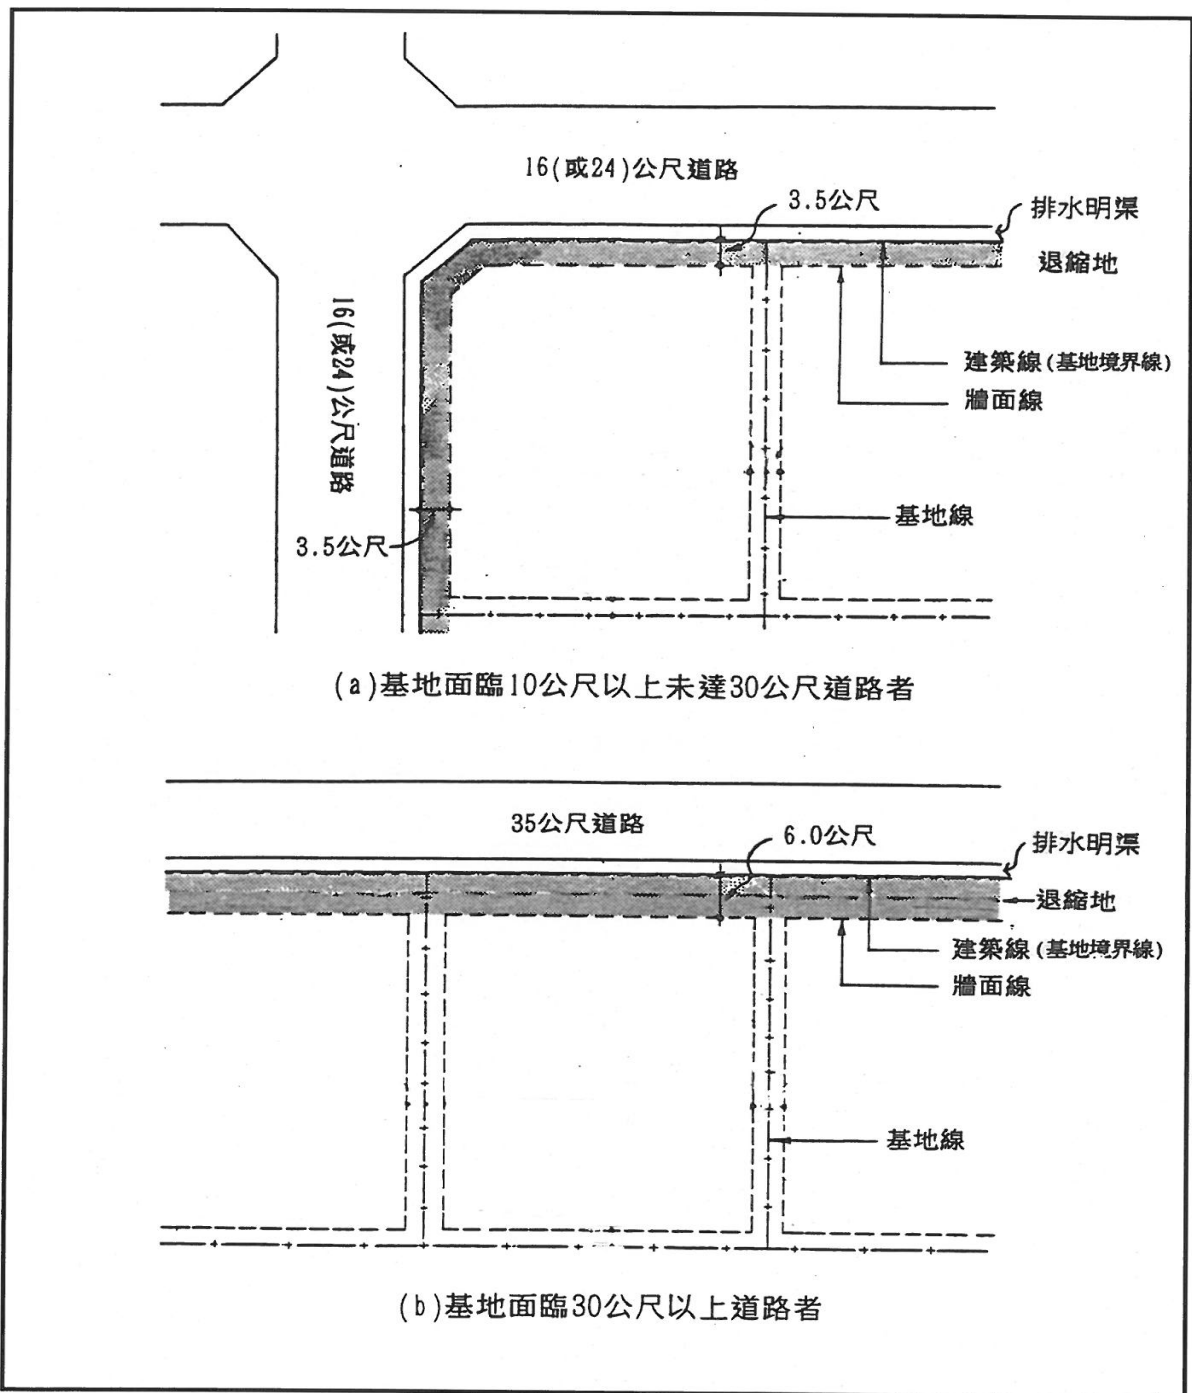 16(或24)公尺道路
3.5公尺
排水明渠
退縮地
16(或24)公尺道路
建築線(基地境界線)
牆面線
基地線
3.5公尺
(a)基地面臨10公尺以上未達30公尺道路者
35公尺道路
6.0公尺
排水明渠
退縮地
建築線(基地境界線)
牆面線
基地線
(b)基地面臨30公尺以上道路者